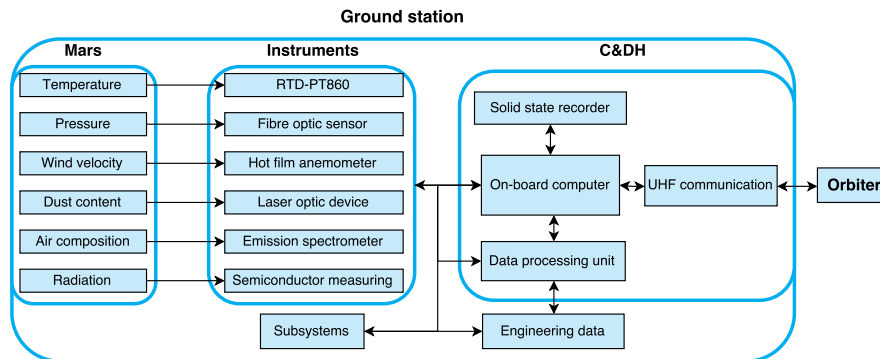 Ground station
Mars
Instruments
C&DH
Temperature
RTD-PT860
Pressure
Fibre optic sensor
Wind velocity
Hot film anemometer
Dust content
Laser optic device
Air composition
Emission spectrometer
Radiation
Semiconductor measuring
Solid state recorder
On-board computer
UHF communication
Orbiter
Data processing unit
Subsystems
Engineering data